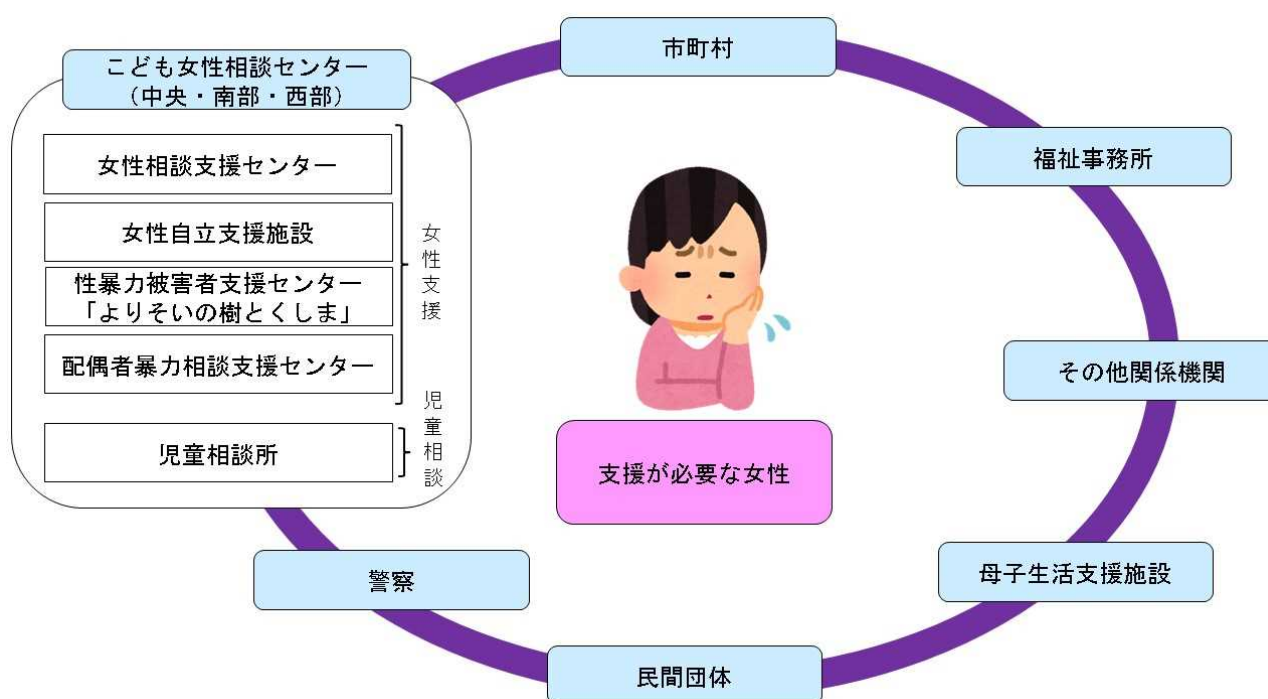 こども女性相談センター
（中央・南部・西部）
女性相談支援センター
女性自立支援施設
性暴力被害者支援センター
「よりそいの樹とくしま」
配偶者暴力相談支援センター
女性支援
児童相談所
児童相談
市町村
福祉事務所
その他関係機関
母子生活支援施設
民間団体
警察
支援が必要な女性